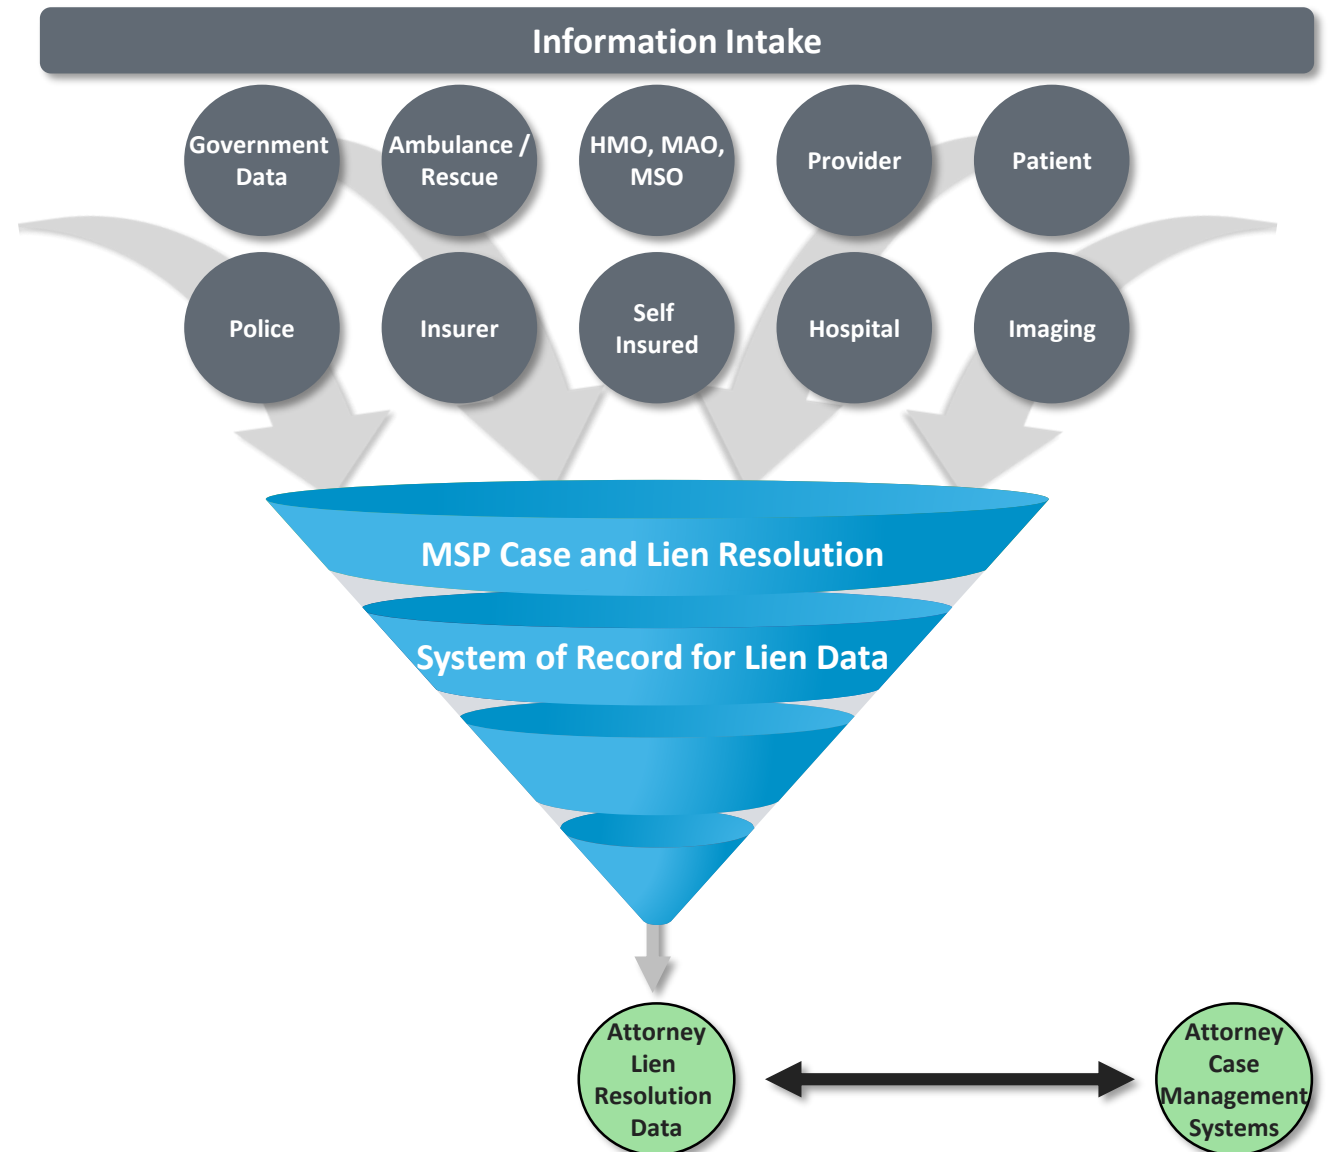 Information Intake
Government
Data
Ambulance /
Rescue
HMO, MAO,
MSO
Provider
Patient
Police
Insurer
Self
Insured
Hospital
Imaging
MSP Case and Lien Resolution
System of Record for Lien Data
Attorney
Lien
Resolution
Data
Attorney
Case
Management
Systems